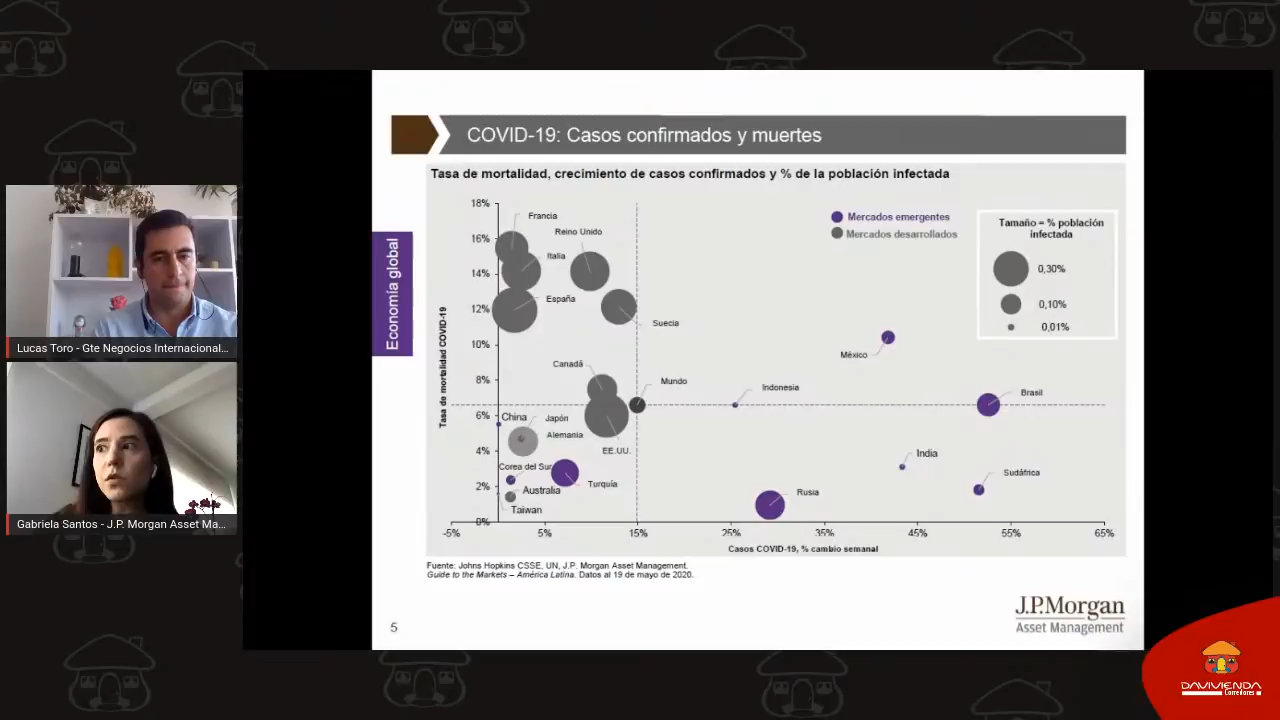 COVID-19: Casos confirmados y muertes
Tasa de mortalidad, crecimiento de casos confirmados y % de la población infectada
Economía global
Tasa de mortalidad COVID-19
18%
16%
14%
12%
10%
8%
6%
4%
2%
0%
Francia
Reino Unido
Italia
España
Suecia
Canadá
Mundo
EE.UU.
China
Japón
Alemania
Corea del Sur
Turquía
Australia
Taiwan
Indonesia
México
Brasil
India
Sudáfrica
Rusia
Mercados emergentes
Mercados desarrollados
Tamaño = % población
infectada
0,30%
0,10%
0,01%
-5%
5%
15%
25%
35%
45%
55%
65%
Casos COVID-19, % cambio semanal
Fuente: Johns Hopkins CSSE, UN, J.P. Morgan Asset Management.
Guide to the Markets – América Latina. Datos al 19 de mayo de 2020.
5
J.P.Morgan
Asset Management
Lucas Toro - Gte Negocios Internacional...
Gabriela Santos - J.P. Morgan Asset Ma...
DAVIVIENDA
Corredores